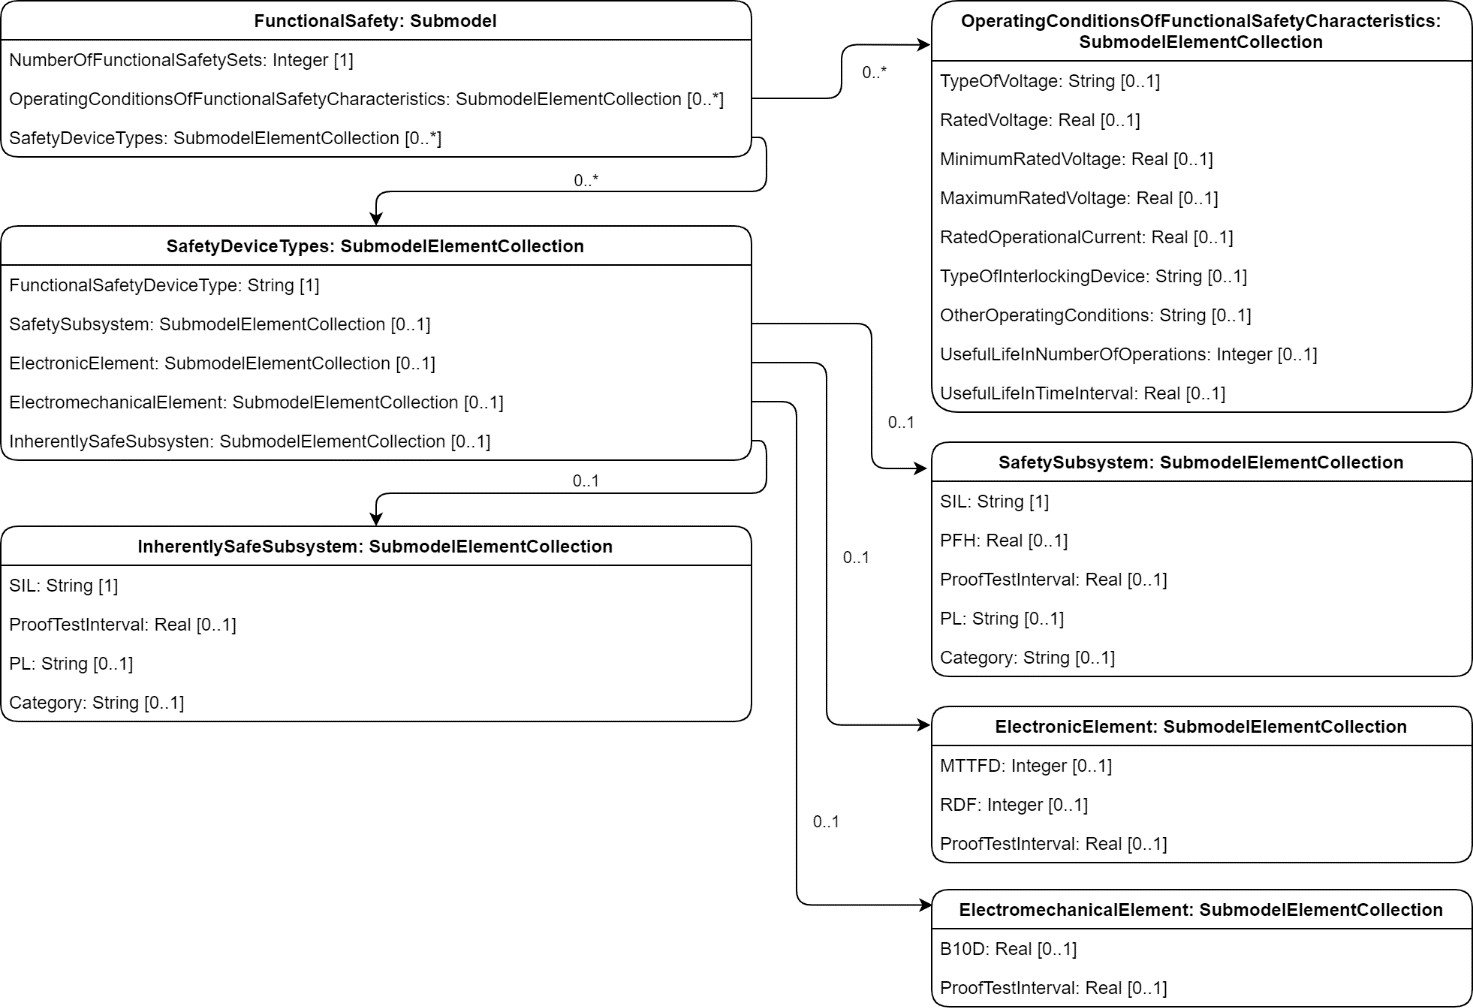 FunctionalSafety: Submodel
NumberOfFunctionalSafetySets: Integer [1]
OperatingConditionsOfFunctionalSafetyCharacteristics: SubmodelElementCollection [0..*]
SafetyDeviceTypes: SubmodelElementCollection [0..*]
0..*
0..*
OperatingConditionsOfFunctionalSafetyCharacteristics:
SubmodelElementCollection
TypeOfVoltage: String [0..1]
RatedVoltage: Real [0..1]
MinimumRatedVoltage: Real [0..1]
MaximumRatedVoltage: Real [0..1]
RatedOperationalCurrent: Real [0..1]
TypeOfInterlockingDevice: String [0..1]
OtherOperatingConditions: String [0..1]
UsefulLifeInNumberOfOperations: Integer [0..1]
UsefulLifeInTimeInterval: Real [0..1]
SafetyDeviceTypes: SubmodelElementCollection
FunctionalSafetyDeviceType: String [1]
SafetySubsystem: SubmodelElementCollection [0..1]
ElectronicElement: SubmodelElementCollection [0..1]
ElectromechanicalElement: SubmodelElementCollection [0..1]
InherentlySafeSubsysten: SubmodelElementCollection [0..1]
0..1
0..1
0..1
0..1
InherentlySafeSubsystem: SubmodelElementCollection
SIL: String [1]
ProofTestInterval: Real [0..1]
PL: String [0..1]
Category: String [0..1]
SafetySubsystem: SubmodelElementCollection
SIL: String [1]
PFH: Real [0..1]
ProofTestInterval: Real [0..1]
PL: String [0..1]
Category: String [0..1]
ElectronicElement: SubmodelElementCollection
MTTFD: Integer [0..1]
RDF: Integer [0..1]
ProofTestInterval: Real [0..1]
ElectromechanicalElement: SubmodelElementCollection
B10D: Real [0..1]
ProofTestInterval: Real [0..1]